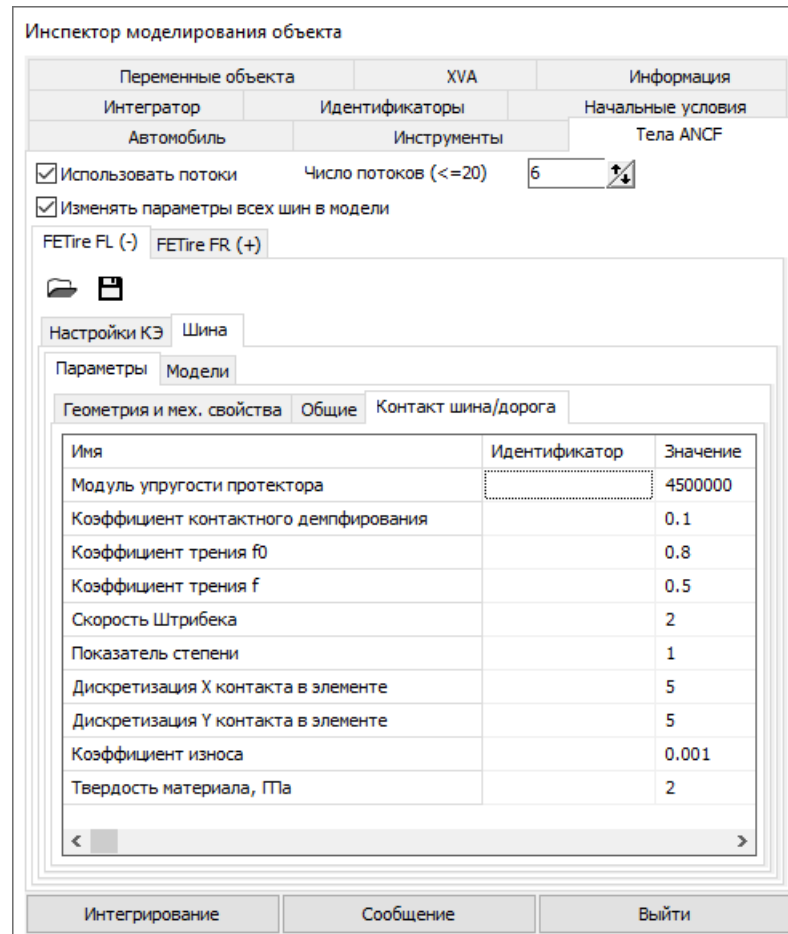 Инспектор моделирования объекта
Переменные объекта XVA Информация
Интегратор Идентификаторы Начальные условия
Автомобиль Инструменты Тела ANCF
Использовать потоки Число потоков (<=20) 6
Изменять параметры всех шин в модели
FETire FL (-) FETire FR (+)
Настройки КЭ Шина
Параметры Модели
Геометрия и мех. свойства Общие Контакт шина/дорога
Имя Идентификатор Значение
Модуль упругости протектора 4500000
Коэффициент контактного демпфирования 0.1
Коэффициент трения f0 0.8
Коэффициент трения f 0.5
Скорость Штрибека 2
Показатель степени 1
Дискретизация X контакта в элементе 5
Дискретизация Y контакта в элементе 5
Коэффициент износа 0.001
Твердость материала, ГПа 2
Интегрирование Сообщение Выйти